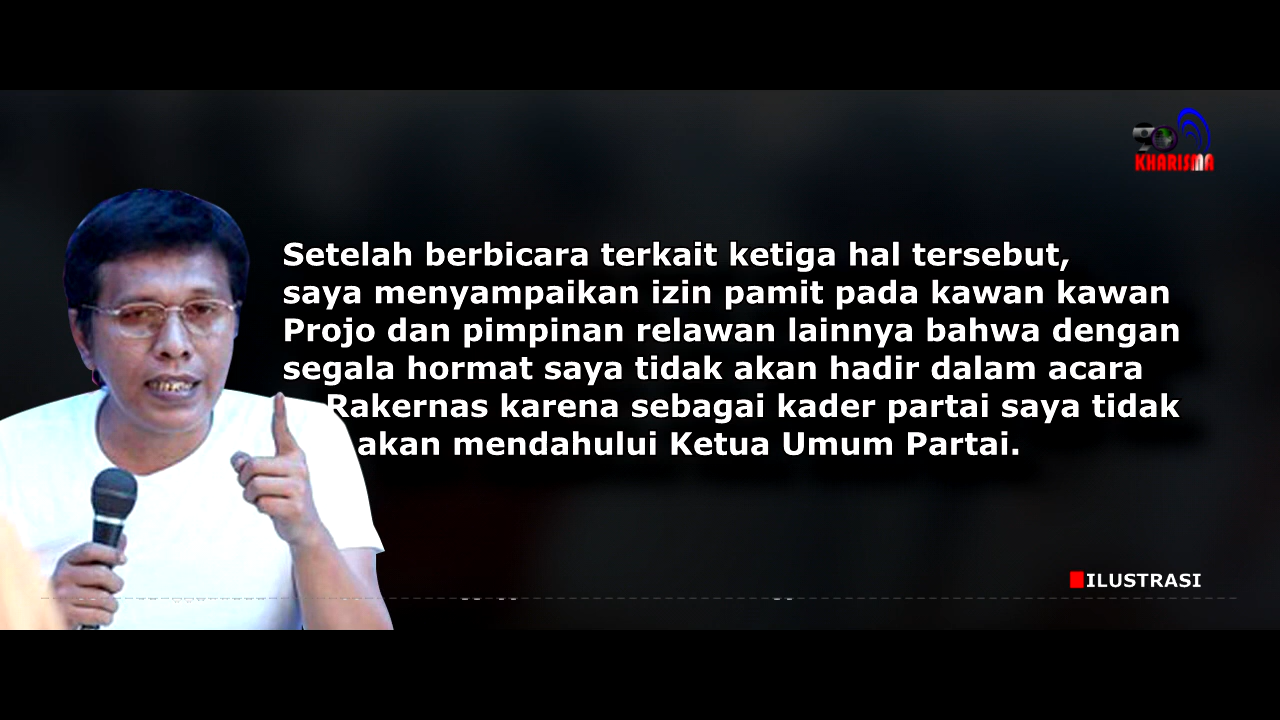 90
KHARISMA
Setelah berbicara terkait ketiga hal tersebut,
saya menyampaikan izin pamit pada kawan kawan
Projo dan pimpinan relawan lainnya bahwa dengan
segala hormat saya tidak akan hadir dalam acara
Rakernas karena sebagai kader partai saya tidak
akan mendahului Ketua Umum Partai.
ILUSTRASI